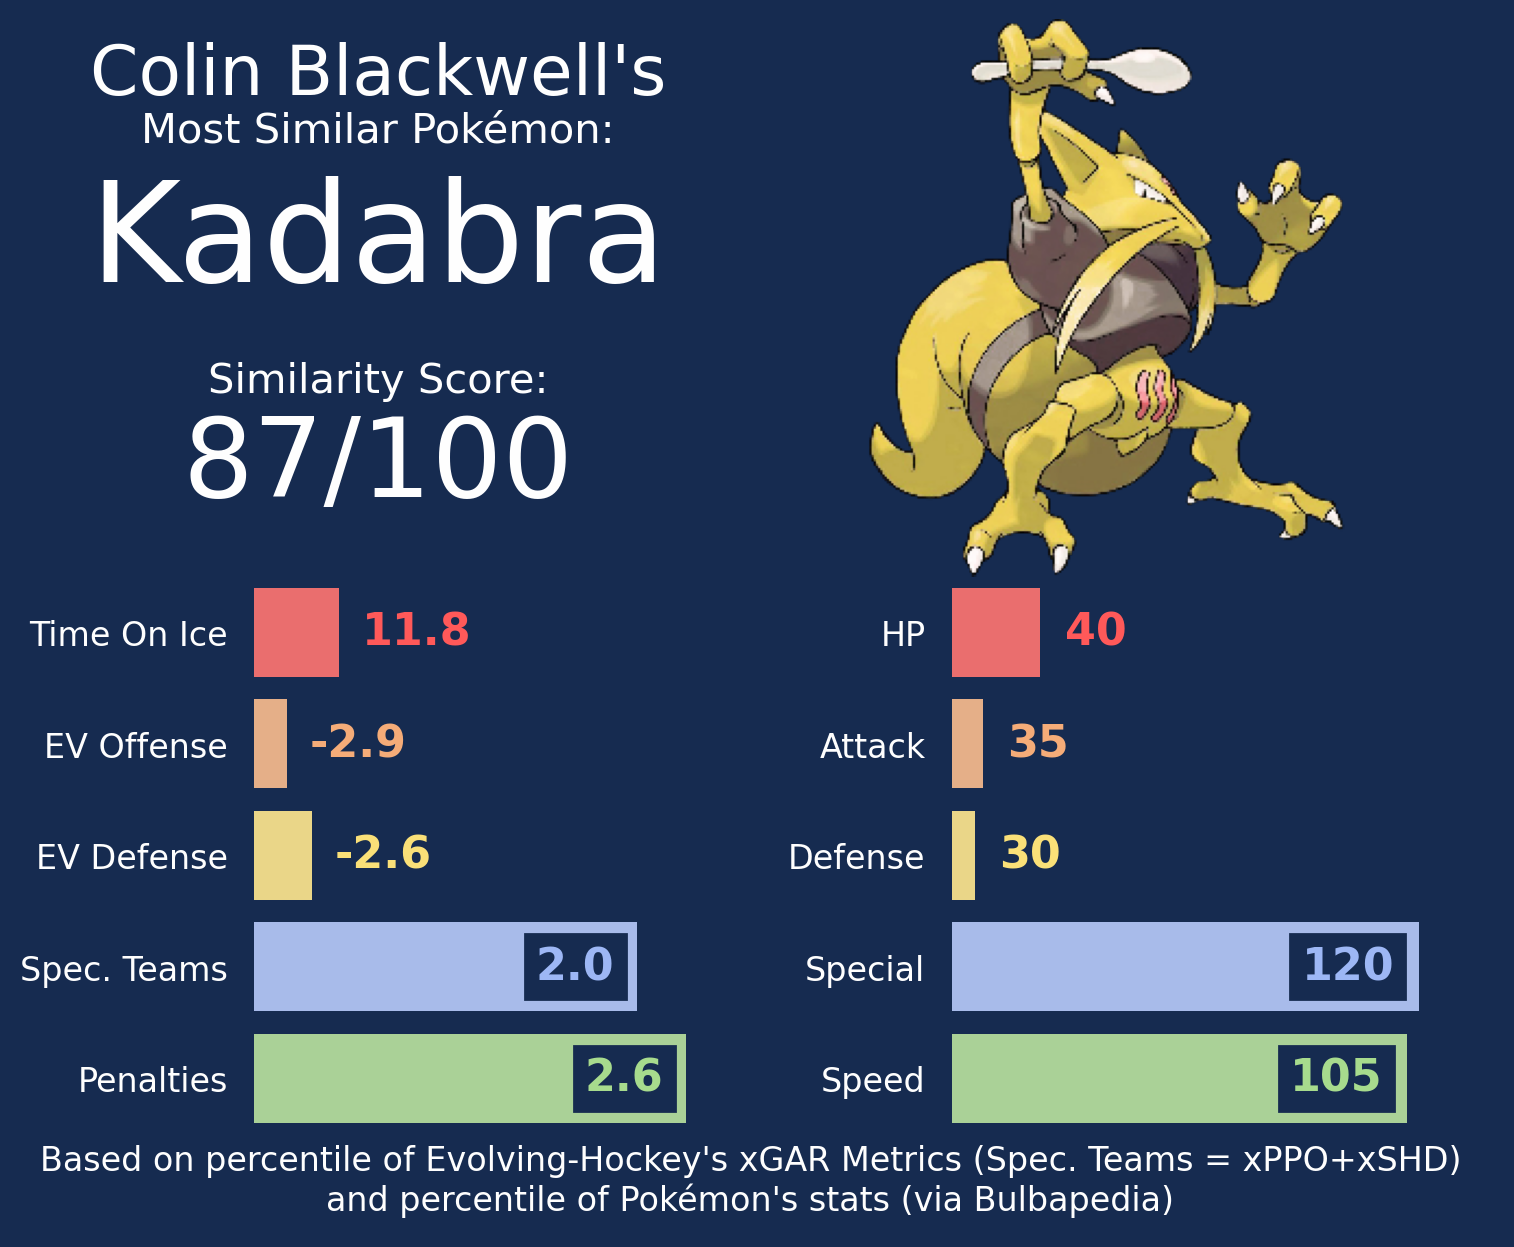 Colin Blackwell's
Most Similar Pokémon:
Kadabra
Similarity Score:
87/100
Time On Ice 11.8
EV Offense -2.9
EV Defense -2.6
Spec. Teams 2.0
Penalties 2.6
HP 40
Attack 35
Defense 30
Special 120
Speed 105
Based on percentile of Evolving-Hockey's xGAR Metrics (Spec. Teams = xPPO+xSHD)
and percentile of Pokémon's stats (via Bulbapedia)